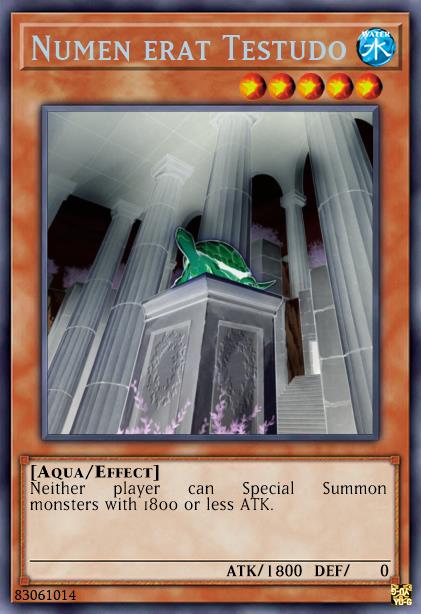 Numen erat Testudo
WATER
水
[Aqua/Effect]
Neither player can Special Summon
monsters with 1800 or less ATK.
ATK/1800 DEF/ 0
83061014